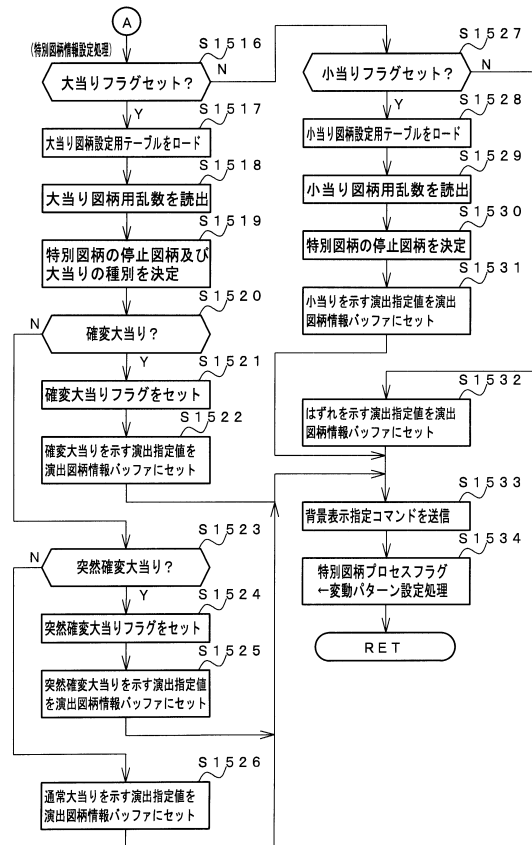 A
(特別図柄情報設定処理)
S1516
大当りフラグセット?
N
Y
S1517
大当り図柄設定用テーブルをロード
S1518
大当り図柄用乱数を読出
S1519
特別図柄の停止図柄及び
大当りの種別を決定
S1520
N
確変大当り?
Y
S1521
確変大当りフラグをセット
S1522
確変大当りを示す演出指定値を
演出図柄情報バッファにセット
S1523
N
突然確変大当り?
Y
S1524
突然確変大当りフラグをセット
S1525
突然確変大当りを示す演出指定値
を演出図柄情報バッファにセット
S1526
通常大当りを示す演出指定値を
演出図柄情報バッファにセット
S1527
小当りフラグセット?
N
Y
S1528
小当り図柄設定用テーブルをロード
S1529
小当り図柄用乱数を読出
S1530
特別図柄の停止図柄を決定
S1531
小当りを示す演出指定値を演出
図柄情報バッファにセット
S1532
はずれを示す演出指定値を演出
図柄情報バッファにセット
S1533
背景表示指定コマンドを送信
S1534
特別図柄プロセスフラグ
←変動パターン設定処理
RET